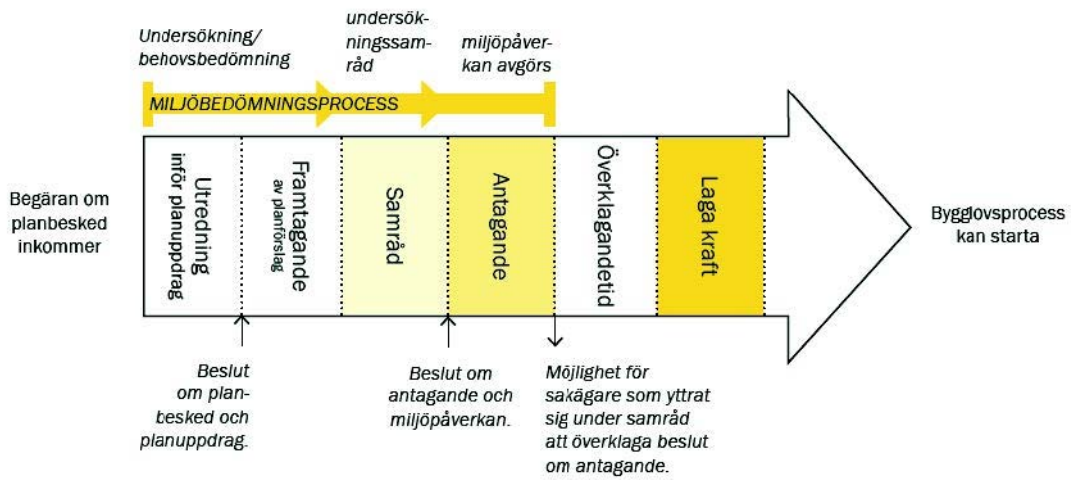 Undersökning/
behovsbedömning
undersök-
ningssam-
råd
miljöpåver-
kan avgörs
MILJÖBEDÖMNINGSPROCESS
Begäran om
planbesked
inkommer
Utredning
inför planuppdrag
Framtagande
av planförslag
Samråd
Antagande
Överklagandetid
Laga kraft
Bygglovsprocess
kan starta
Beslut
om plan-
besked och
planuppdrag.
Beslut om
antagande och
miljöpåverkan.
Möjlighet för
sakägare som yttrat
sig under samråd
att överklaga beslut
om antagande.